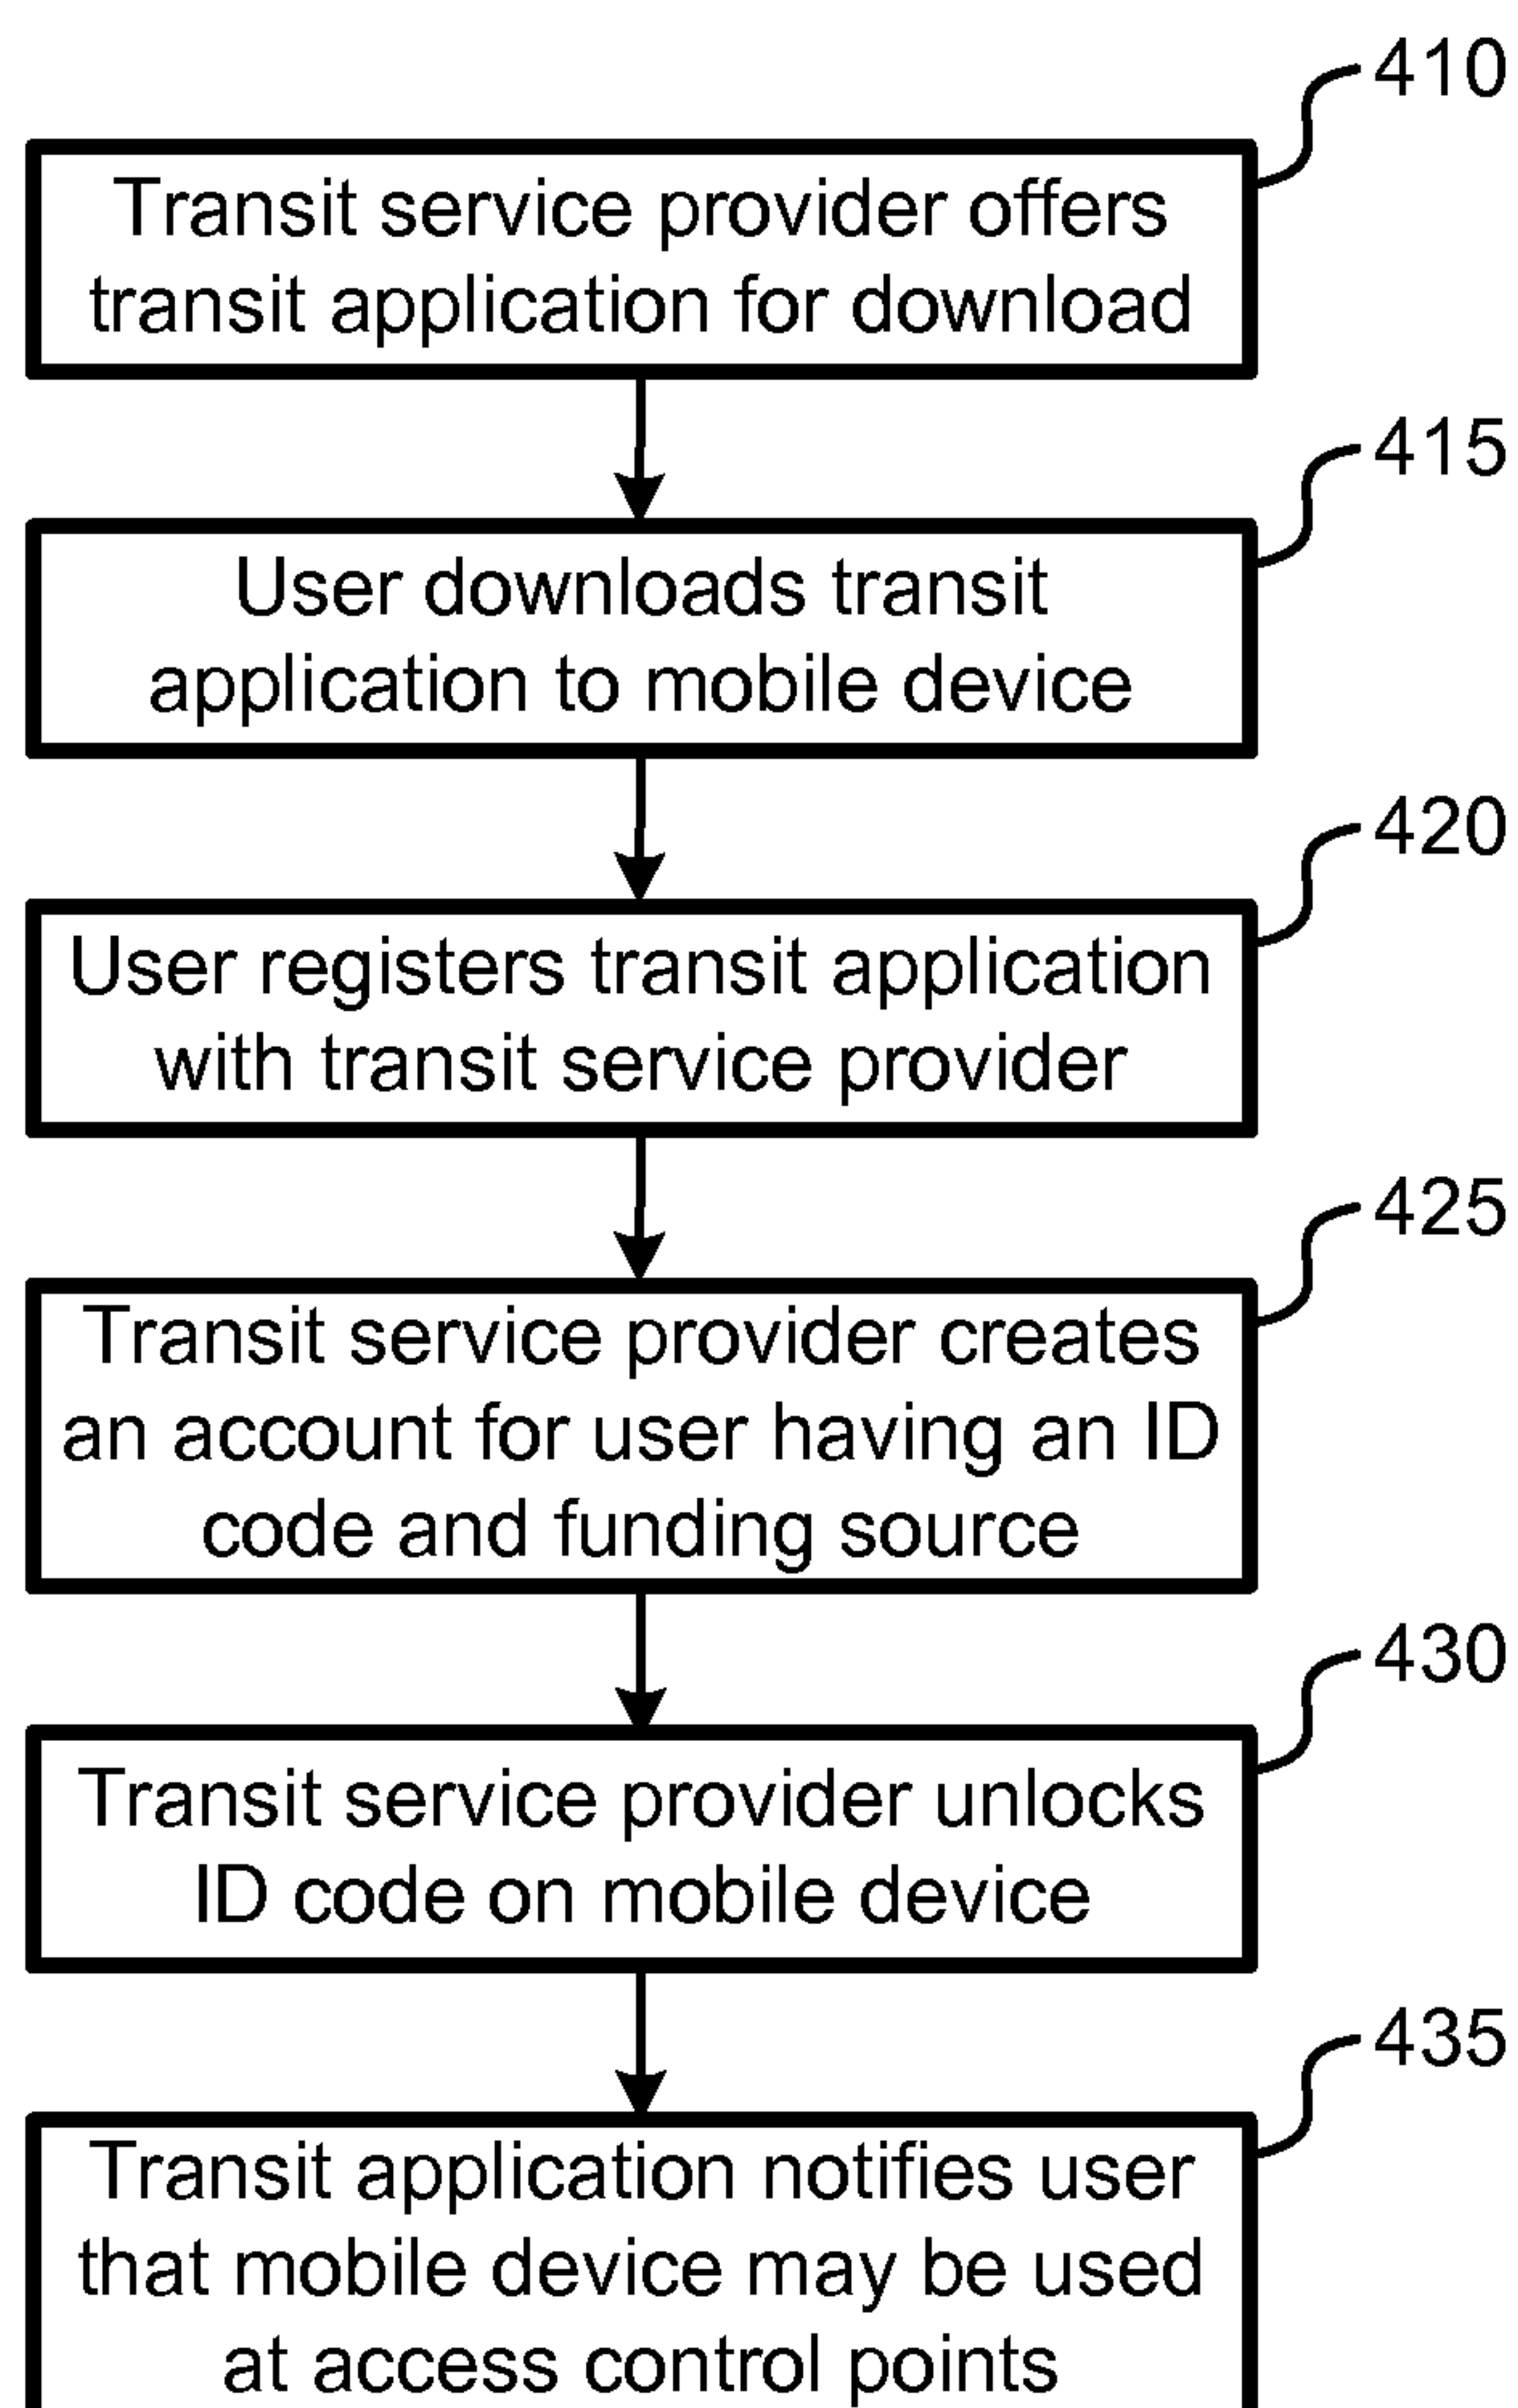 410
Transit service provider offers
transit application for download
415
User downloads transit
application to mobile device
420
User registers transit application
with transit service provider
425
Transit service provider creates
an account for user having an ID
code and funding source
430
Transit service provider unlocks
ID code on mobile device
435
Transit application notifies user
that mobile device may be used
at access control points